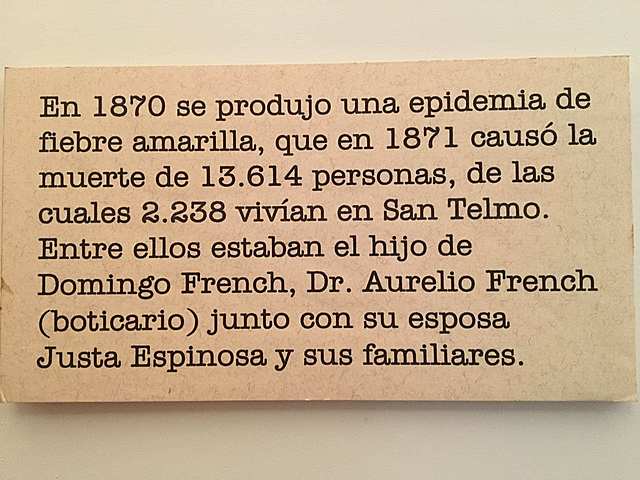 En 1870 se produjo una epidemia de
fiebre amarilla, que en 1871 causó la
muerte de 13.614 personas, de las
cuales 2.238 vivían en San Telmo.
Entre ellos estaban el hijo de
Domingo French, Dr. Aurelio French
(boticario) junto con su esposa
Justa Espinosa y sus familiares.